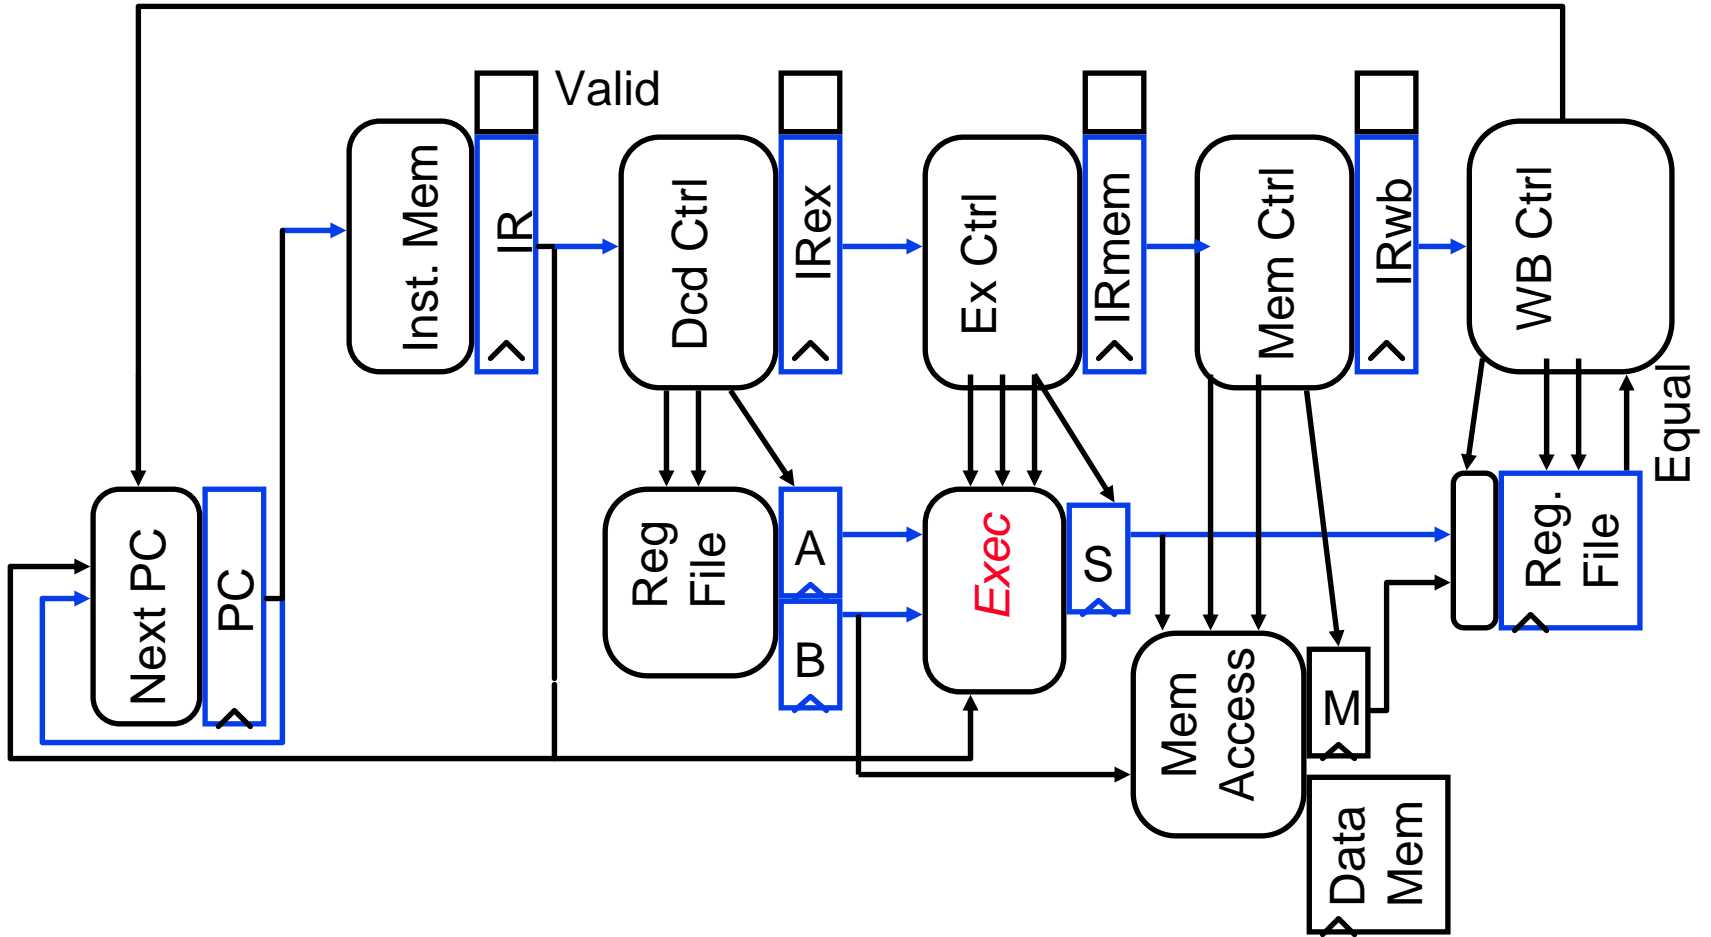 Valid
Inst. Mem
IR
Dcd Ctrl
IRex
Ex Ctrl
IRmem
Mem Ctrl
IRwb
WB Ctrl
Equal
Next PC
PC
Reg
File
A
B
Exec
S
Mem
Access
M
Data
Mem
Reg.
File